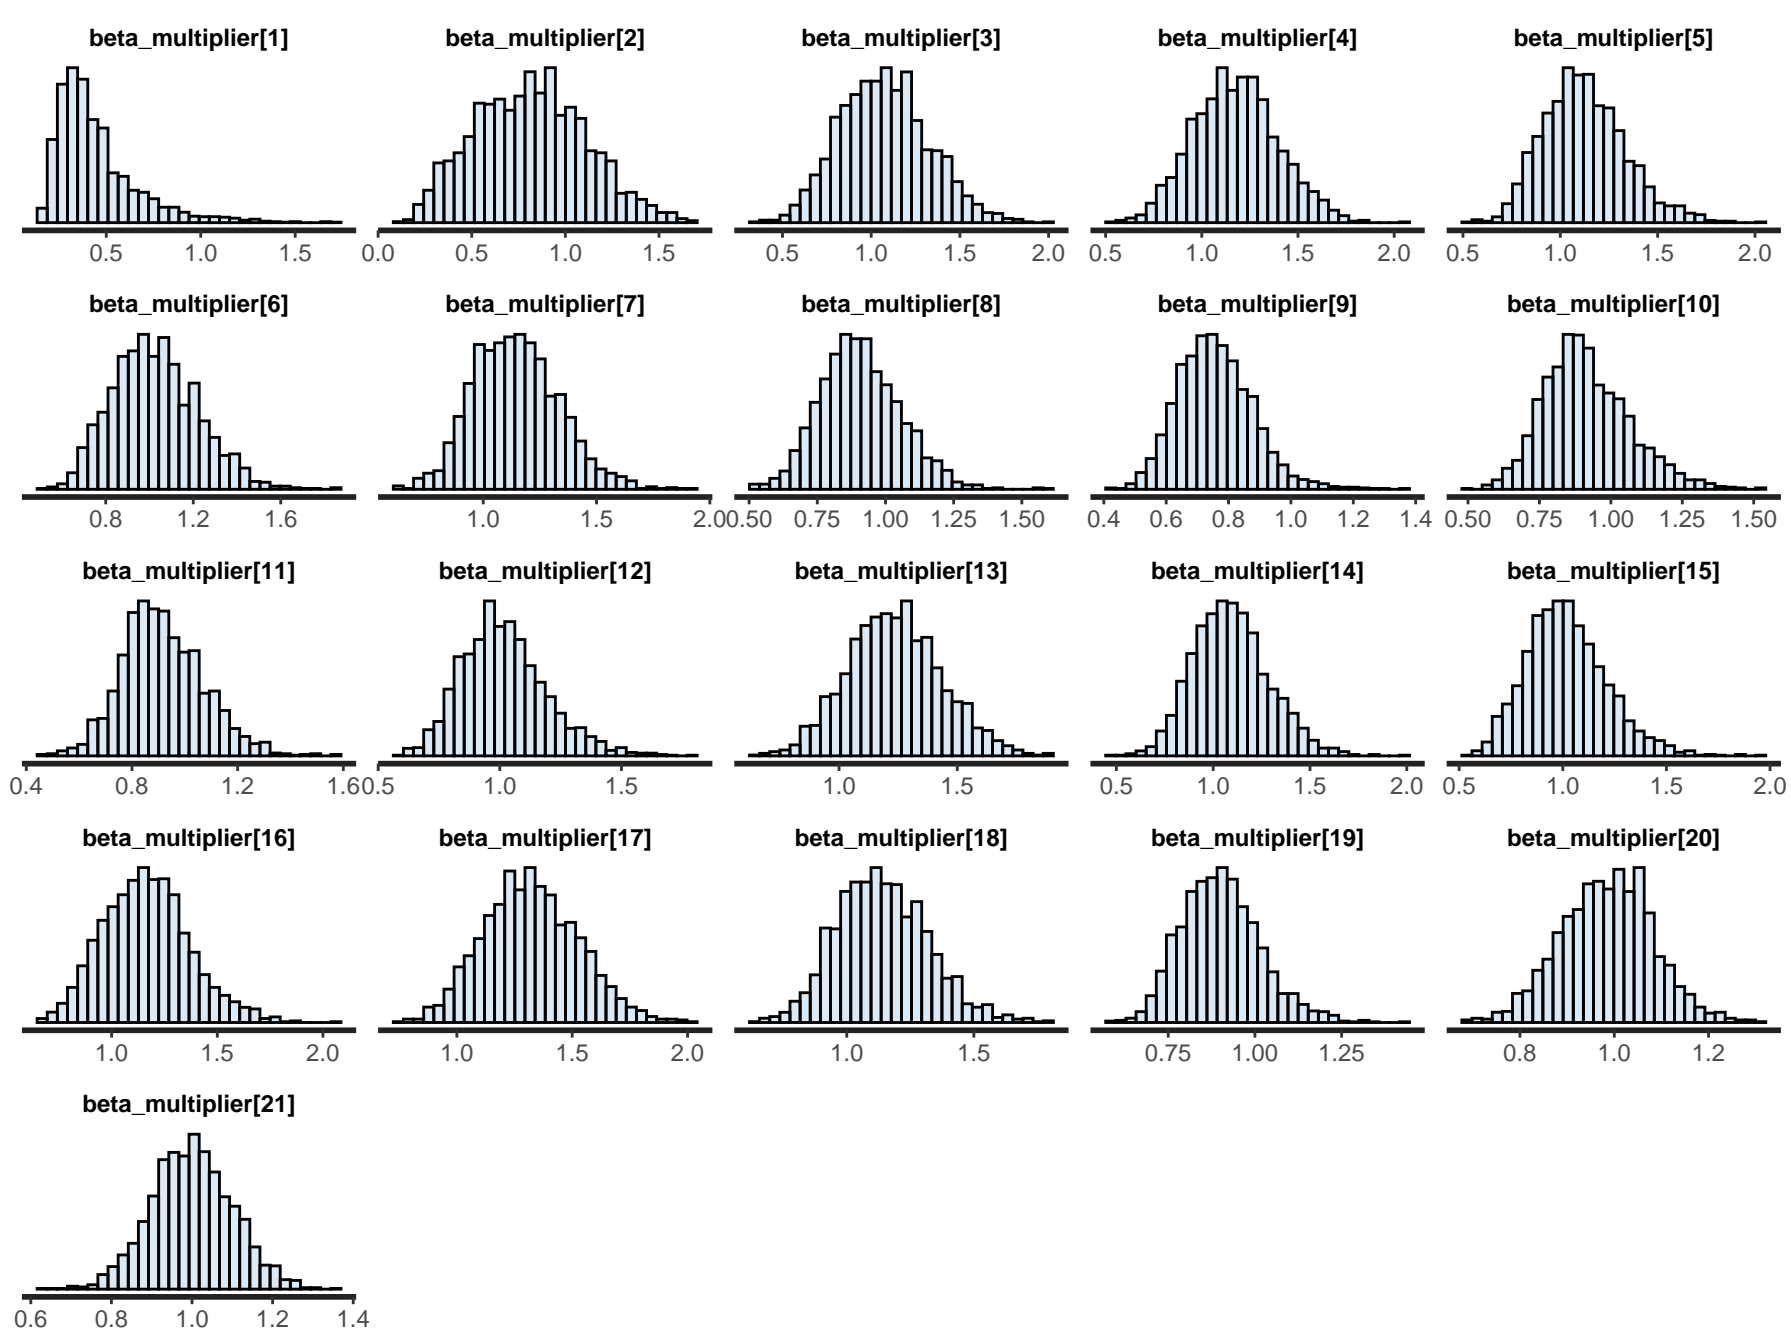 beta_multiplier[1] beta_multiplier[2] beta_multiplier[3] beta_multiplier[4] beta_multiplier[5]
0.5 1.0 1.5 0.0 0.5 1.0 1.5 0.5 1.0 1.5 2.0 0.5 1.0 1.5 2.0 0.5 1.0 1.5 2.0
beta_multiplier[6] beta_multiplier[7] beta_multiplier[8] beta_multiplier[9] beta_multiplier[10]
0.8 1.2 1.6 1.0 1.5 2.0 0.50 0.75 1.00 1.25 1.50 0.4 0.6 0.8 1.0 1.2 1.4 0.50 0.75 1.00 1.25 1.50
beta_multiplier[11] beta_multiplier[12] beta_multiplier[13] beta_multiplier[14] beta_multiplier[15]
0.4 0.8 1.2 1.6 0.5 1.0 1.5 1.0 1.5 0.5 1.0 1.5 2.0 0.5 1.0 1.5 2.0
beta_multiplier[16] beta_multiplier[17] beta_multiplier[18] beta_multiplier[19] beta_multiplier[20]
1.0 1.5 2.0 1.0 1.5 2.0 1.0 1.5 0.75 1.00 1.25 0.8 1.0 1.2
beta_multiplier[21]
0.6 0.8 1.0 1.2 1.4